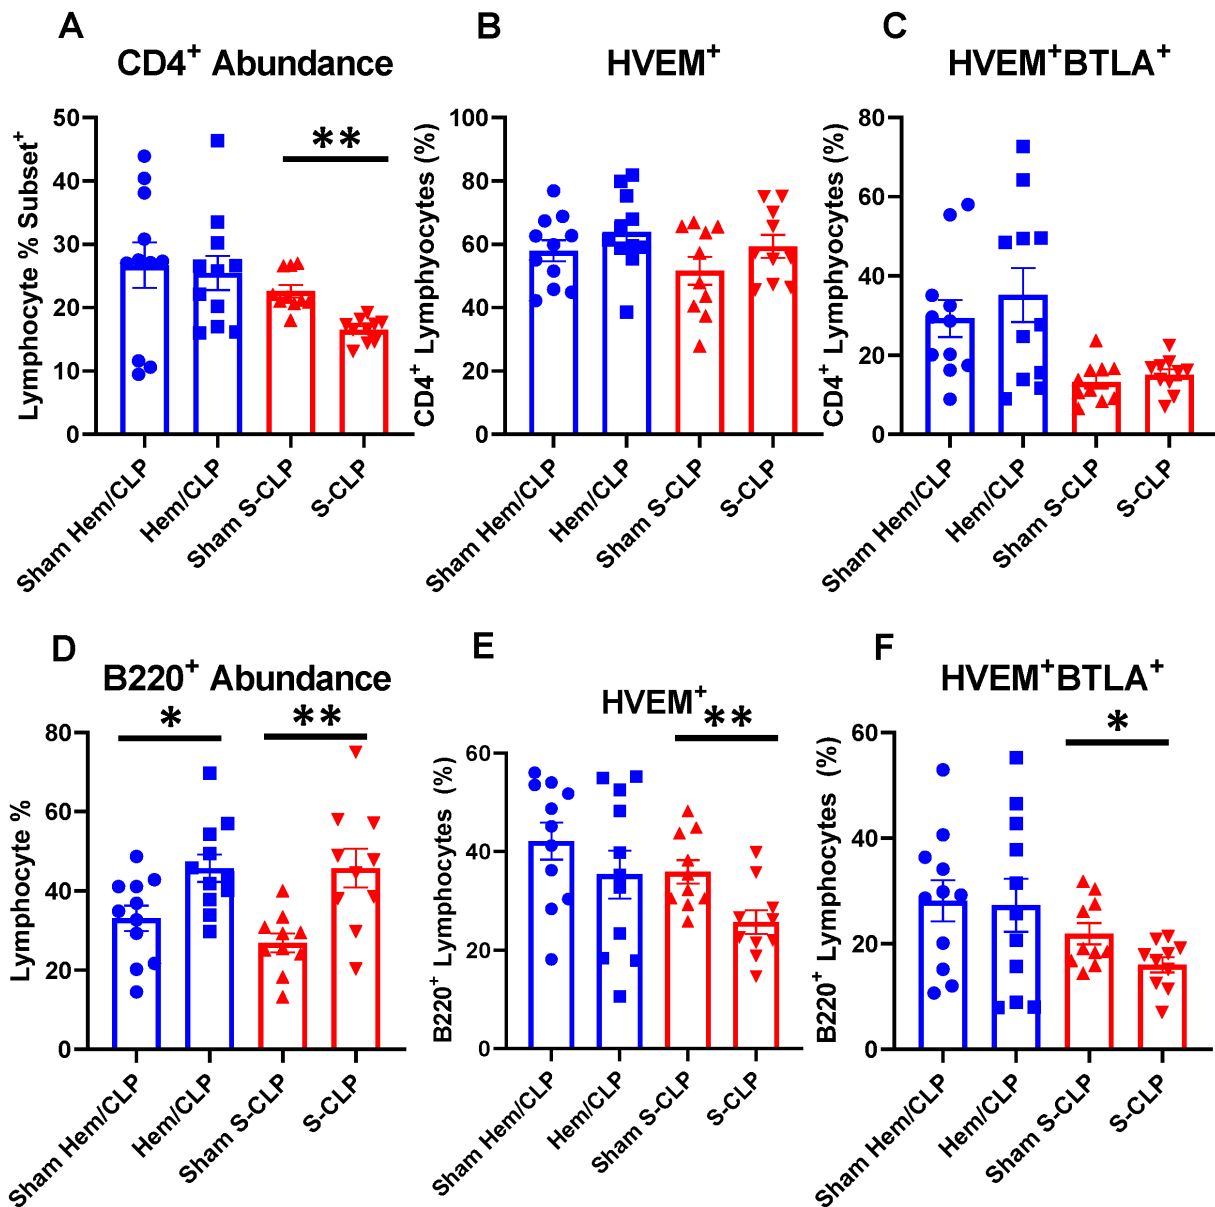 A
CD4⁺ Abundance
Lymphocyte % Subset⁺
50
40
30
20
10
0
**
Sham Hem/CLP
Hem/CLP
Sham S-CLP
S-CLP
B
HVEM⁺
CD4⁺ Lymphyocytes (%)
100
80
60
40
20
0
Sham Hem/CLP
Hem/CLP
Sham S-CLP
S-CLP
C
HVEM⁺BTLA⁺
CD4⁺ Lymphyocytes (%)
80
60
40
20
0
Sham Hem/CLP
Hem/CLP
Sham S-CLP
S-CLP
D
B220⁺ Abundance
Lymphocyte %
80
60
40
20
0
*
**
Sham Hem/CLP
Hem/CLP
Sham S-CLP
S-CLP
E
HVEM⁺
B220⁺ Lymphocytes (%)
60
40
20
0
**
Sham Hem/CLP
Hem/CLP
Sham S-CLP
S-CLP
F
HVEM⁺BTLA⁺
B220⁺ Lymphocytes (%)
60
40
20
0
*
Sham Hem/CLP
Hem/CLP
Sham S-CLP
S-CLP